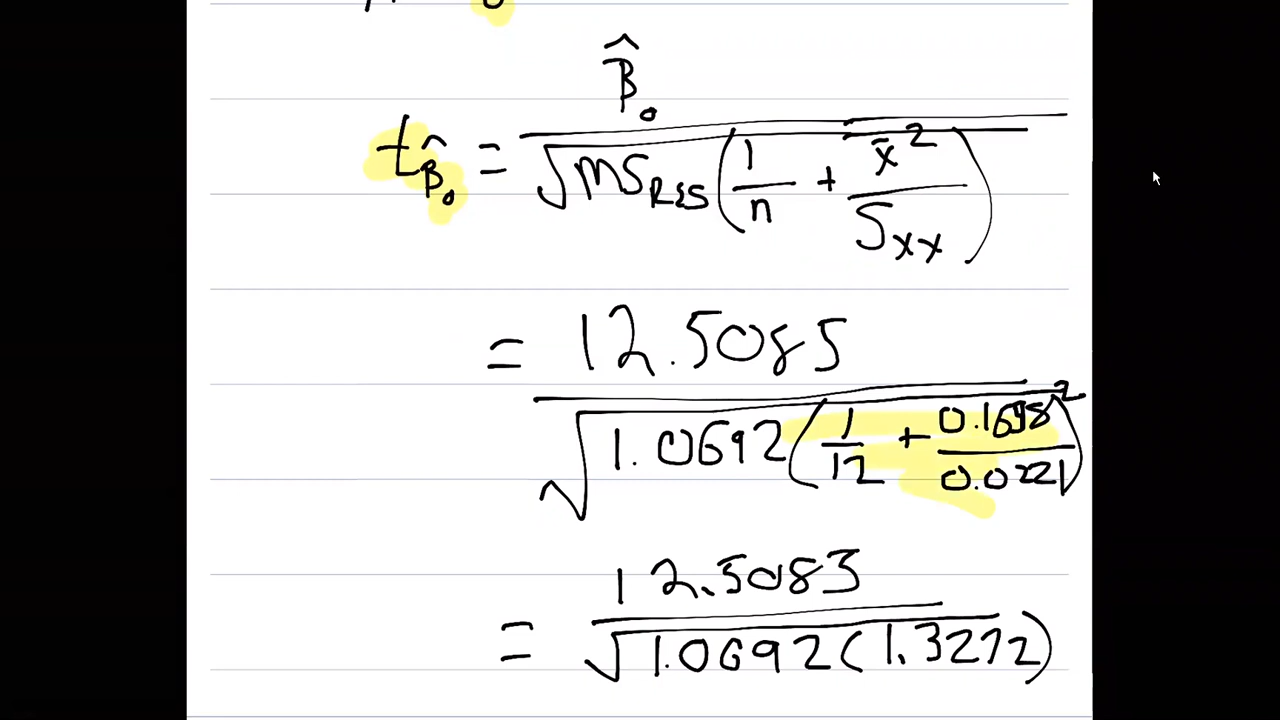 β̂₀
t_β̂₀ = √MS_RES(1/n + x̄²/S_xx)
= 12.5085
√1.0692(1/12 + 0.1698²/0.0221)
12.5083
= √1.0692(1.3272)